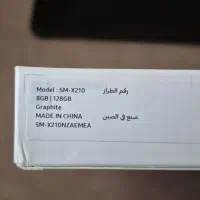 Model : SM-X210 رقم الطراز
8GB | 128GB
Graphite
MADE IN CHINA صنع في الصين
SM-X210NZAEMEA